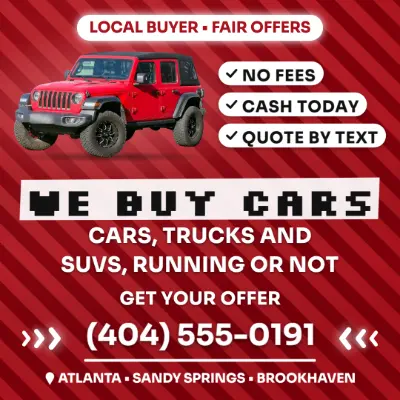 LOCAL BUYER • FAIR OFFERS
✓ NO FEES
✓ CASH TODAY
✓ QUOTE BY TEXT
WE BUY CARS
CARS, TRUCKS AND
SUVS, RUNNING OR NOT
GET YOUR OFFER
(404) 555-0191
ATLANTA • SANDY SPRINGS • BROOKHAVEN